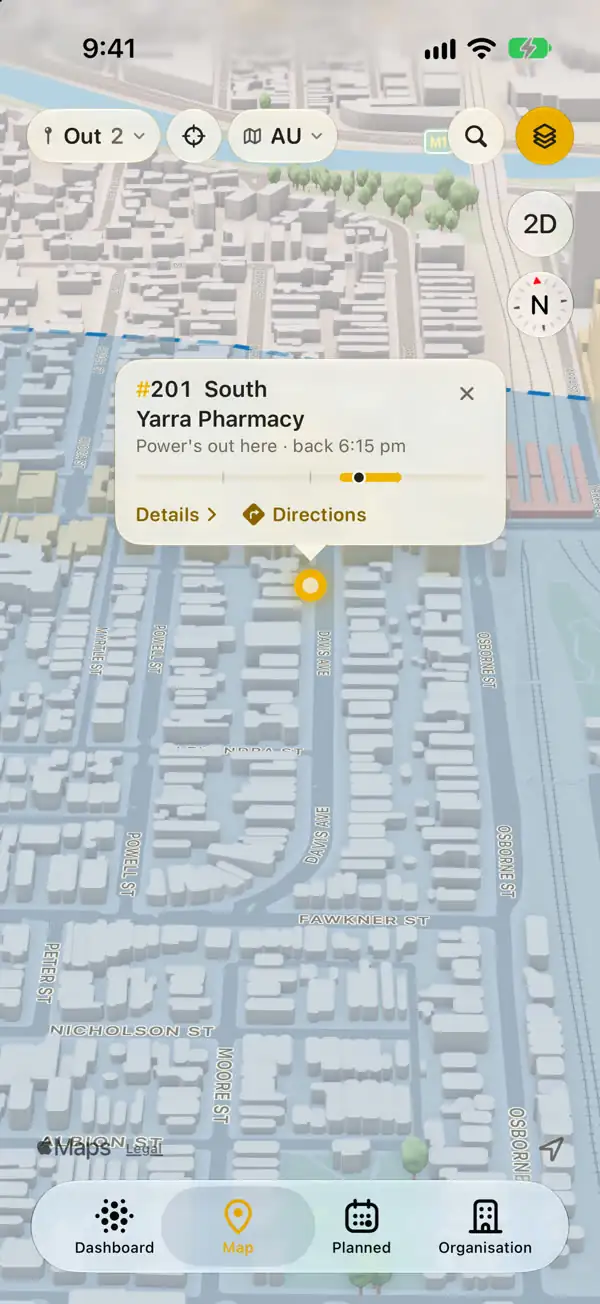 9:41
Out 2
AU
M1
2D
N
#201 South
Yarra Pharmacy
Power's out here · back 6:15 pm
Details
Directions
MYRTLE ST
POWELL ST
DAVIS AVE
OSBORNE ST
DAVIS AVE
POWELL ST
OSBORNE ST
FAWKNER ST
PETER ST
NICHOLSON ST
MOORE ST
ALBION ST
Maps
Legal
Dashboard
Map
Planned
Organisation